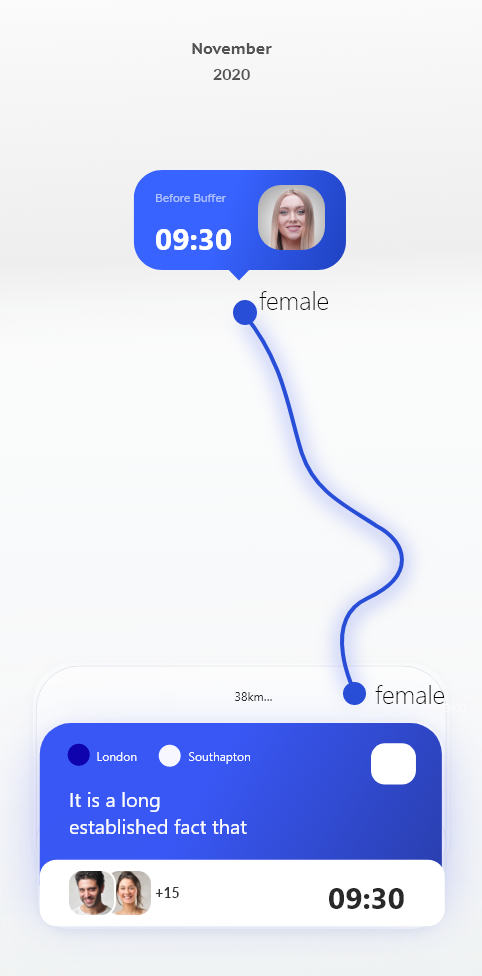 November
2020
Before Buffer
09:30
female
38km...
female
London
Southapton
It is a long
established fact that
+15
09:30